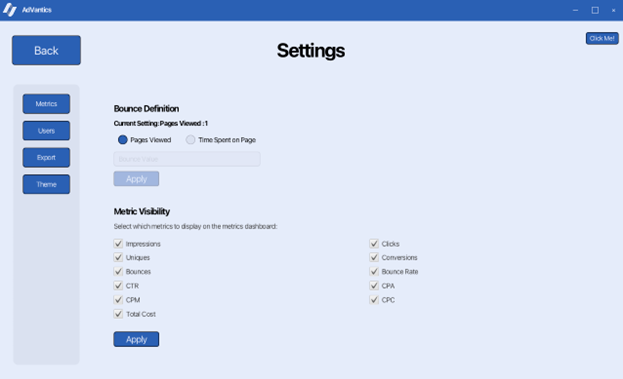 AdVantics
Back
Settings
Click Me!
Metrics
Users
Export
Theme
Bounce Definition
Current Setting: Pages Viewed : 1
Pages Viewed
Time Spent on Page
Bounce Value
Apply
Metric Visibility
Select which metrics to display on the metrics dashboard:
Impressions
Clicks
Uniques
Conversions
Bounces
Bounce Rate
CTR
CPA
CPM
CPC
Total Cost
Apply